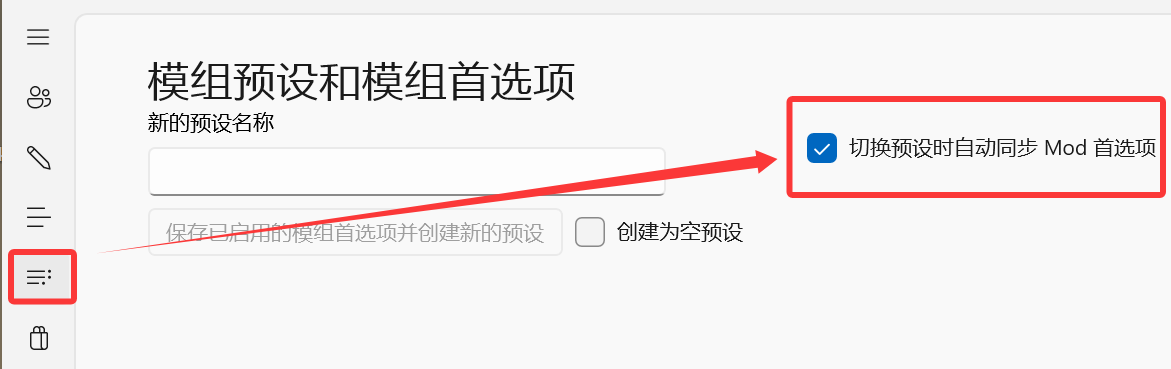 模组预设和模组首选项
新的预设名称
切换预设时自动同步 Mod 首选项
保存已启用的模组首选项并创建新的预设
创建为空预设